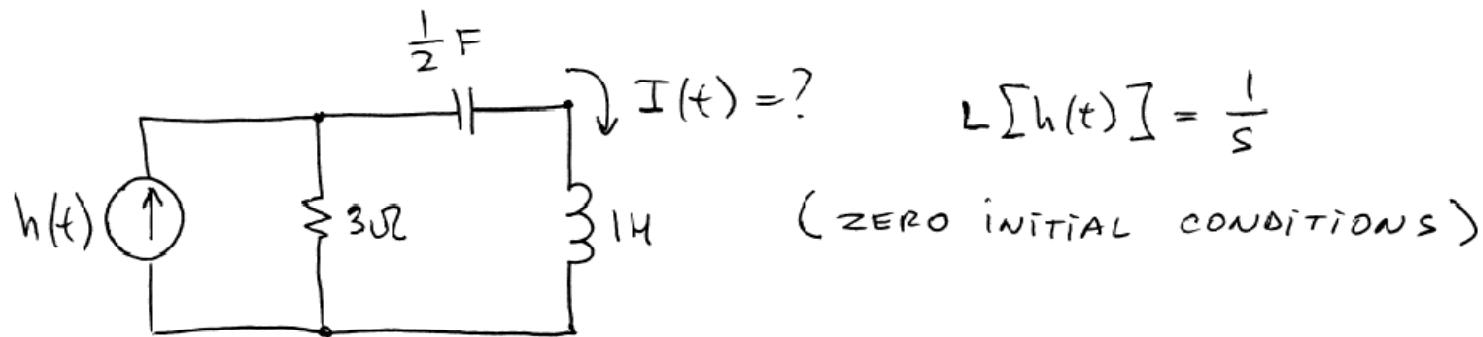 1/2 F
I(t) = ?
L[h(t)] = 1/s
h(t)
3Ω
1H
(ZERO iNiTiAL CONDiTiONS)